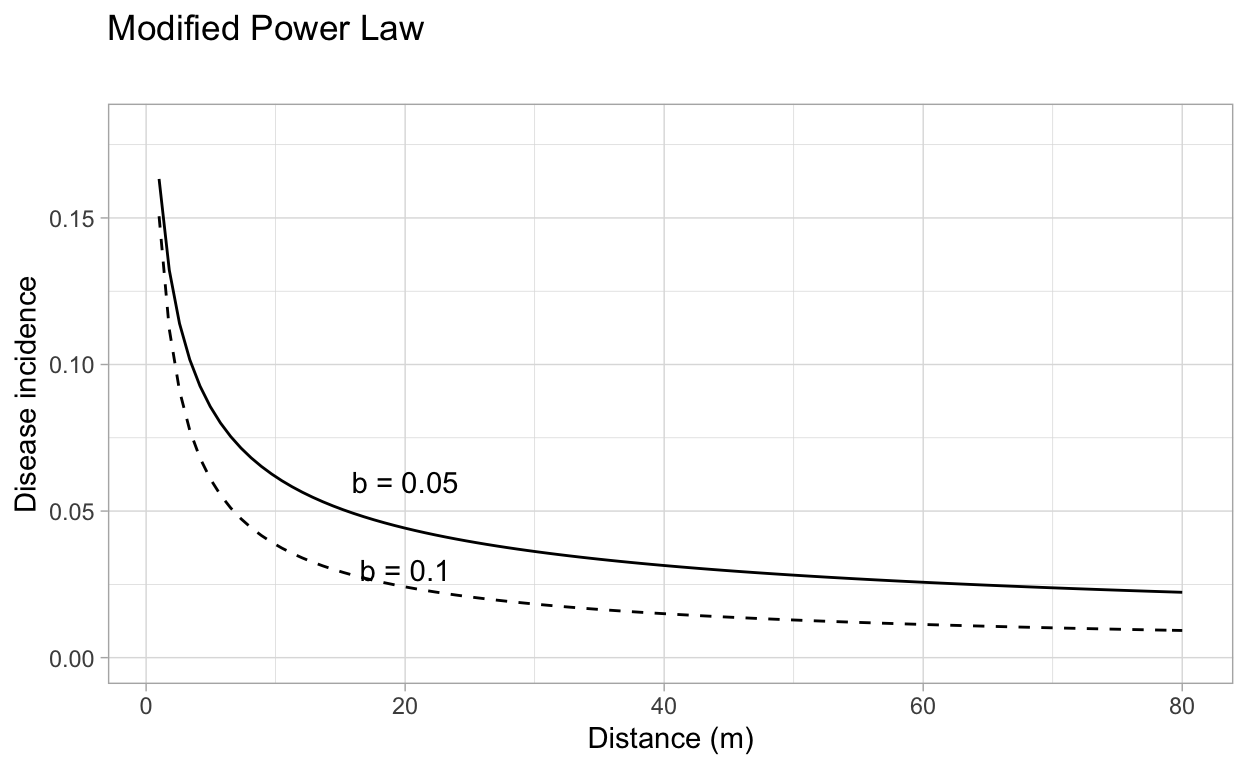 Modified Power Law
Disease incidence
0.15
0.10
0.05
0.00
b = 0.05
b = 0.1
0 20 40 60 80
Distance (m)